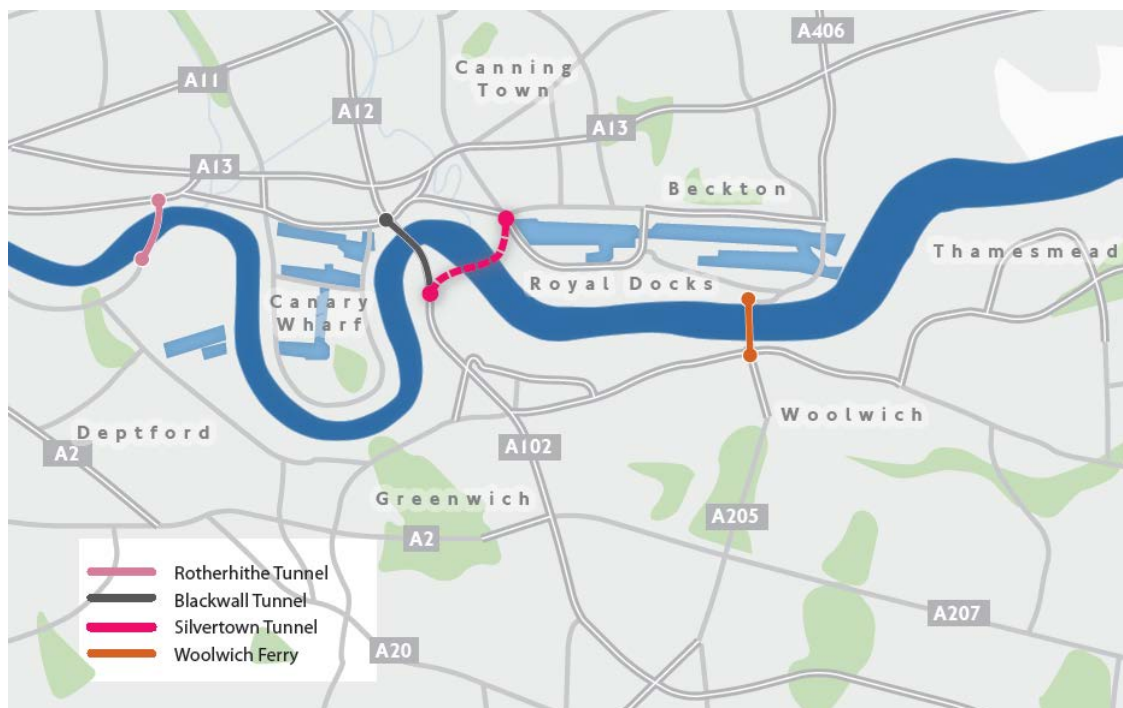 A406
Canning
Town
A11
A12
A13
A13
Beckton
Thamesmead
Royal Docks
Canary
Wharf
Woolwich
Deptford
A2
A102
Greenwich
A205
A2
Rotherhithe Tunnel
Blackwall Tunnel
Silvertown Tunnel
Woolwich Ferry
A207
A20